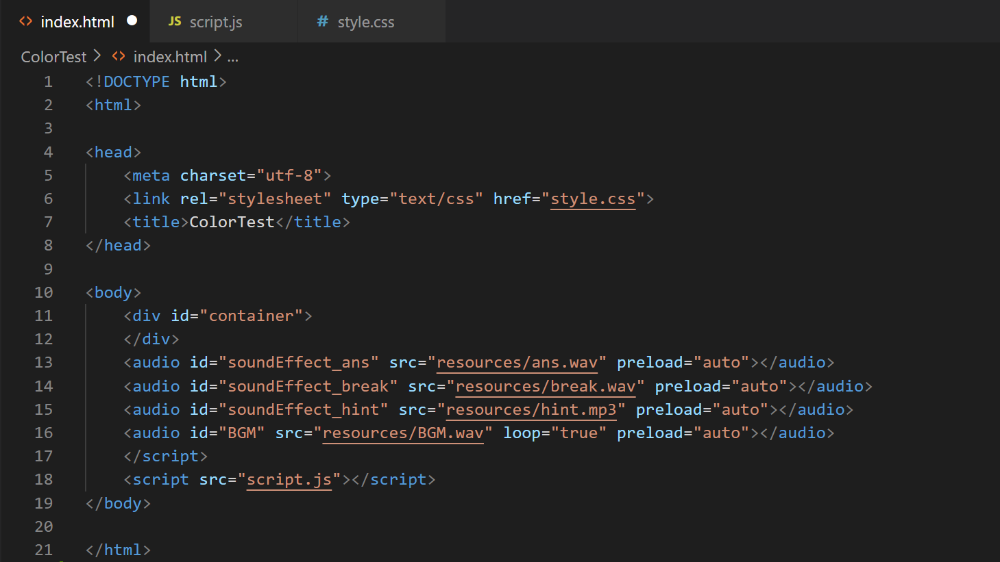 index.html
JS script.js
# style.css
ColorTest > index.html > ...
1 <!DOCTYPE html>
2 <html>
3
4 <head>
5     <meta charset="utf-8">
6     <link rel="stylesheet" type="text/css" href="style.css">
7     <title>ColorTest</title>
8 </head>
9
10 <body>
11     <div id="container">
12     </div>
13     <audio id="soundEffect_ans" src="resources/ans.wav" preload="auto"></audio>
14     <audio id="soundEffect_break" src="resources/break.wav" preload="auto"></audio>
15     <audio id="soundEffect_hint" src="resources/hint.mp3" preload="auto"></audio>
16     <audio id="BGM" src="resources/BGM.wav" loop="true" preload="auto"></audio>
17     </script>
18     <script src="script.js"></script>
19 </body>
20
21 </html>